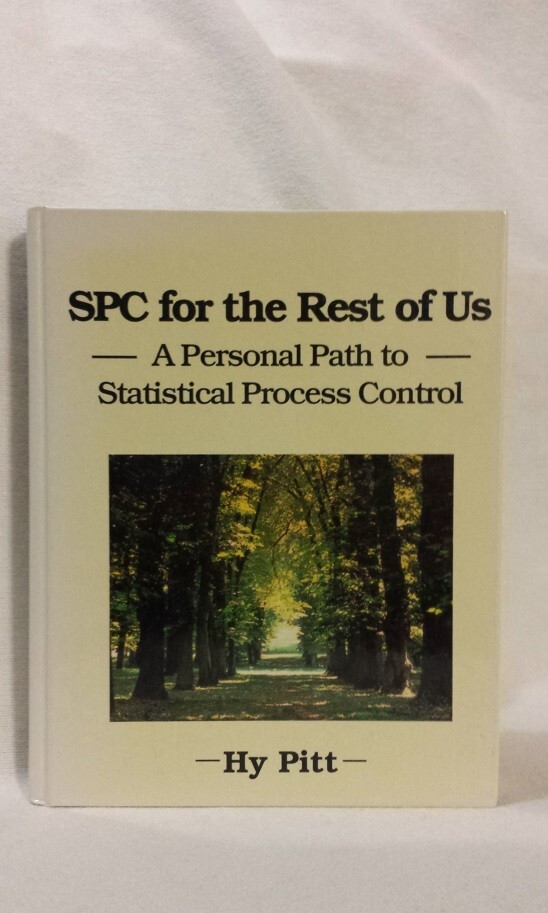 SPC for the Rest of Us
— A Personal Path to —
Statistical Process Control
—Hy Pitt—